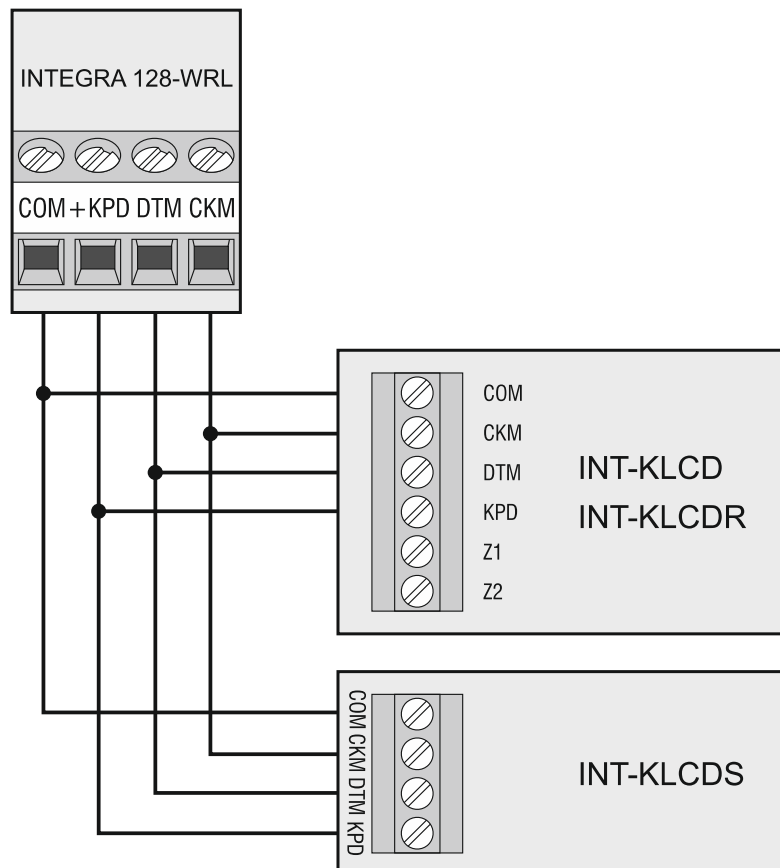 INTEGRA 128-WRL
COM +KPD DTM CKM
COM
CKM
DTM
KPD
Z1
Z2
INT-KLCD
INT-KLCDR
COM CKM DTM KPD
INT-KLCDS